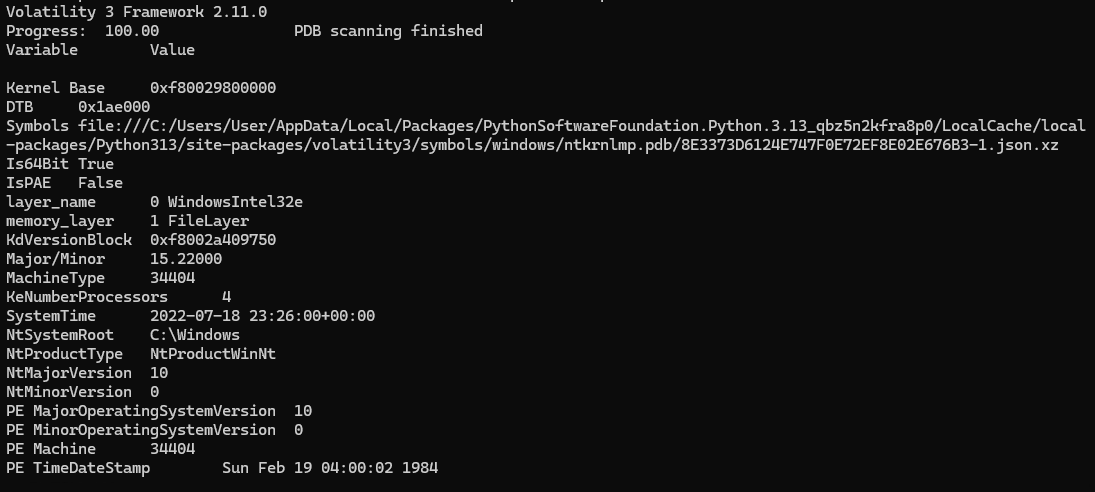 Volatility 3 Framework 2.11.0
Progress:  100.00               PDB scanning finished
Variable        Value
Kernel Base     0xf80029800000
DTB     0x1ae000
Symbols file:///C:/Users/User/AppData/Local/Packages/PythonSoftwareFoundation.Python.3.13_qbz5n2kfra8p0/LocalCache/local
-packages/Python313/site-packages/volatility3/symbols/windows/ntkrnlmp.pdb/8E3373D6124E747F0E72EF8E02E676B3-1.json.xz
Is64Bit True
IsPAE   False
layer_name      0 WindowsIntel32e
memory_layer    1 FileLayer
KdVersionBlock  0xf8002a409750
Major/Minor     15.22000
MachineType     34404
KeNumberProcessors      4
SystemTime      2022-07-18 23:26:00+00:00
NtSystemRoot    C:\Windows
NtProductType   NtProductWinNt
NtMajorVersion  10
NtMinorVersion  0
PE MajorOperatingSystemVersion  10
PE MinorOperatingSystemVersion  0
PE Machine      34404
PE TimeDateStamp        Sun Feb 19 04:00:02 1984